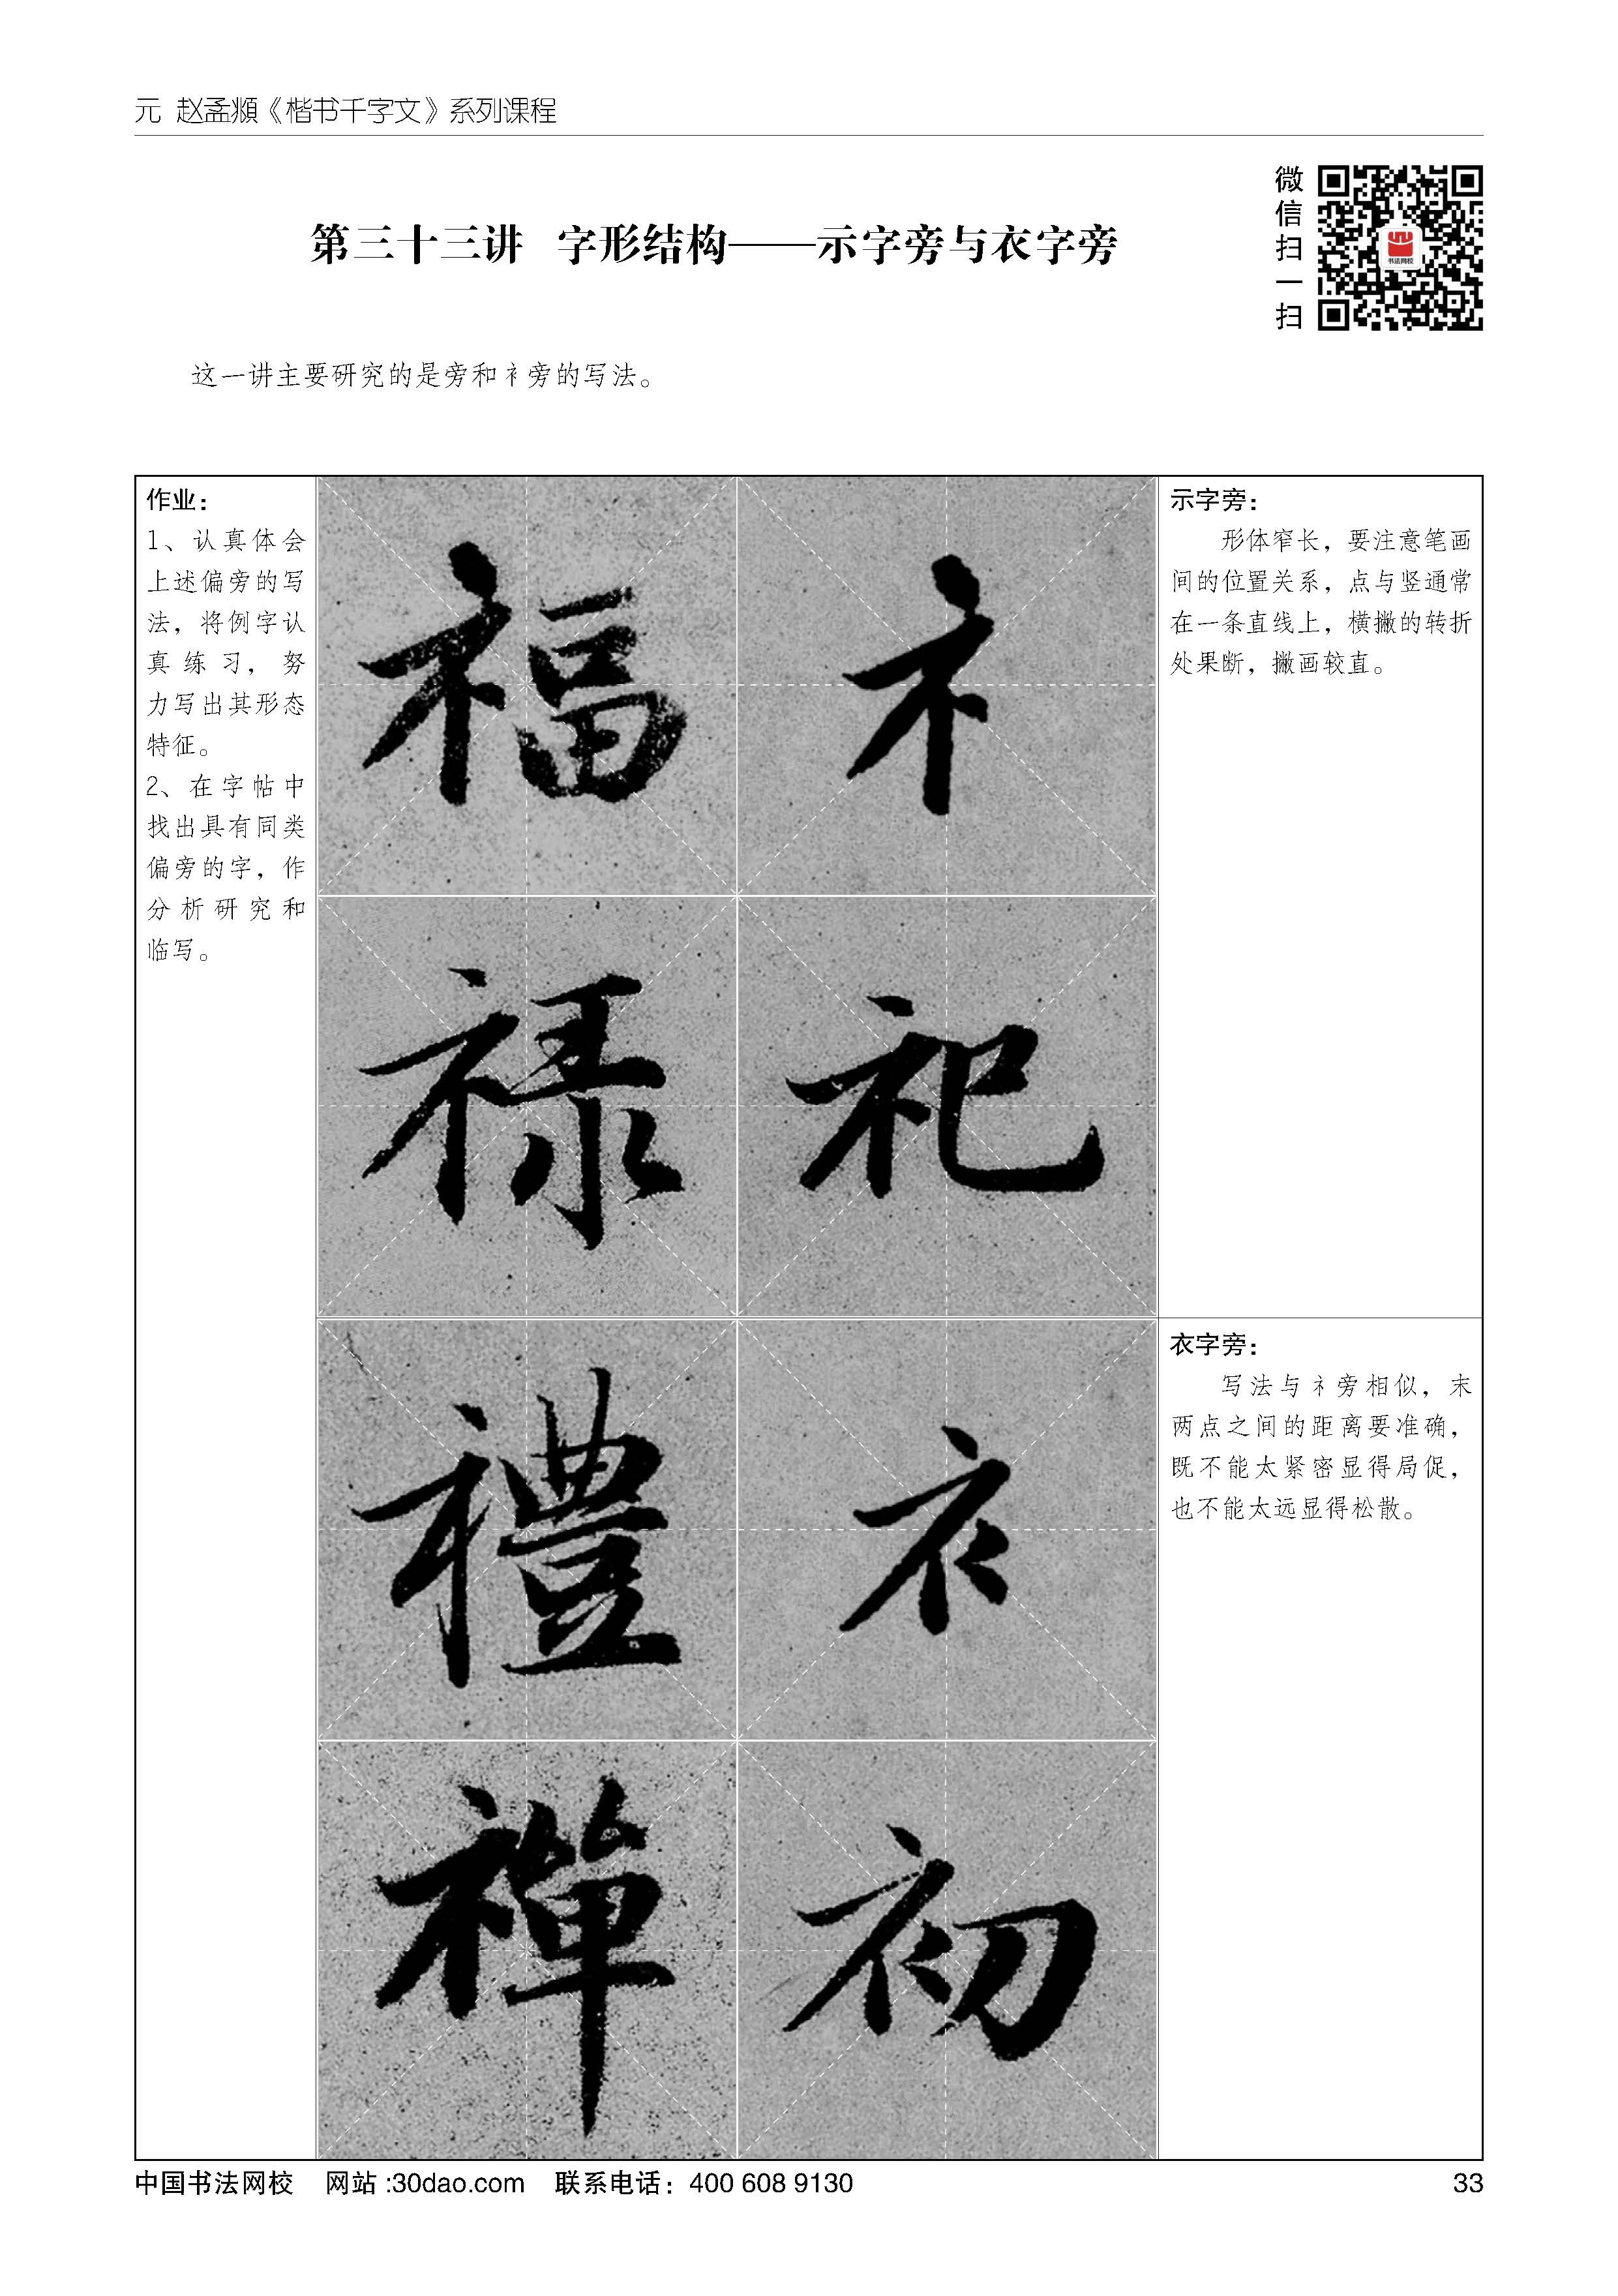 元 赵孟頫《楷书千字文》系列课程
微信扫一扫
书法网校
第三十三讲 字形结构——示字旁与衣字旁
这一讲主要研究的是旁和衤旁的写法。
作业：
1、认真体会
上述偏旁的写
法，将例字认
真练习，努
力写出其形态
特征。
2、在字帖中
找出具有同类
偏旁的字，作
分析研究和
临写。
福 礻
禄 祀
禮 衤
禪 初
示字旁：
形体窄长，要注意笔画
间的位置关系，点与竖通常
在一条直线上，横撇的转折
处果断，撇画较直。
衣字旁：
写法与礻旁相似，末
两点之间的距离要准确，
既不能太紧密显得局促，
也不能太远显得松散。
中国书法网校 网站:30dao.com 联系电话：400 608 9130
33